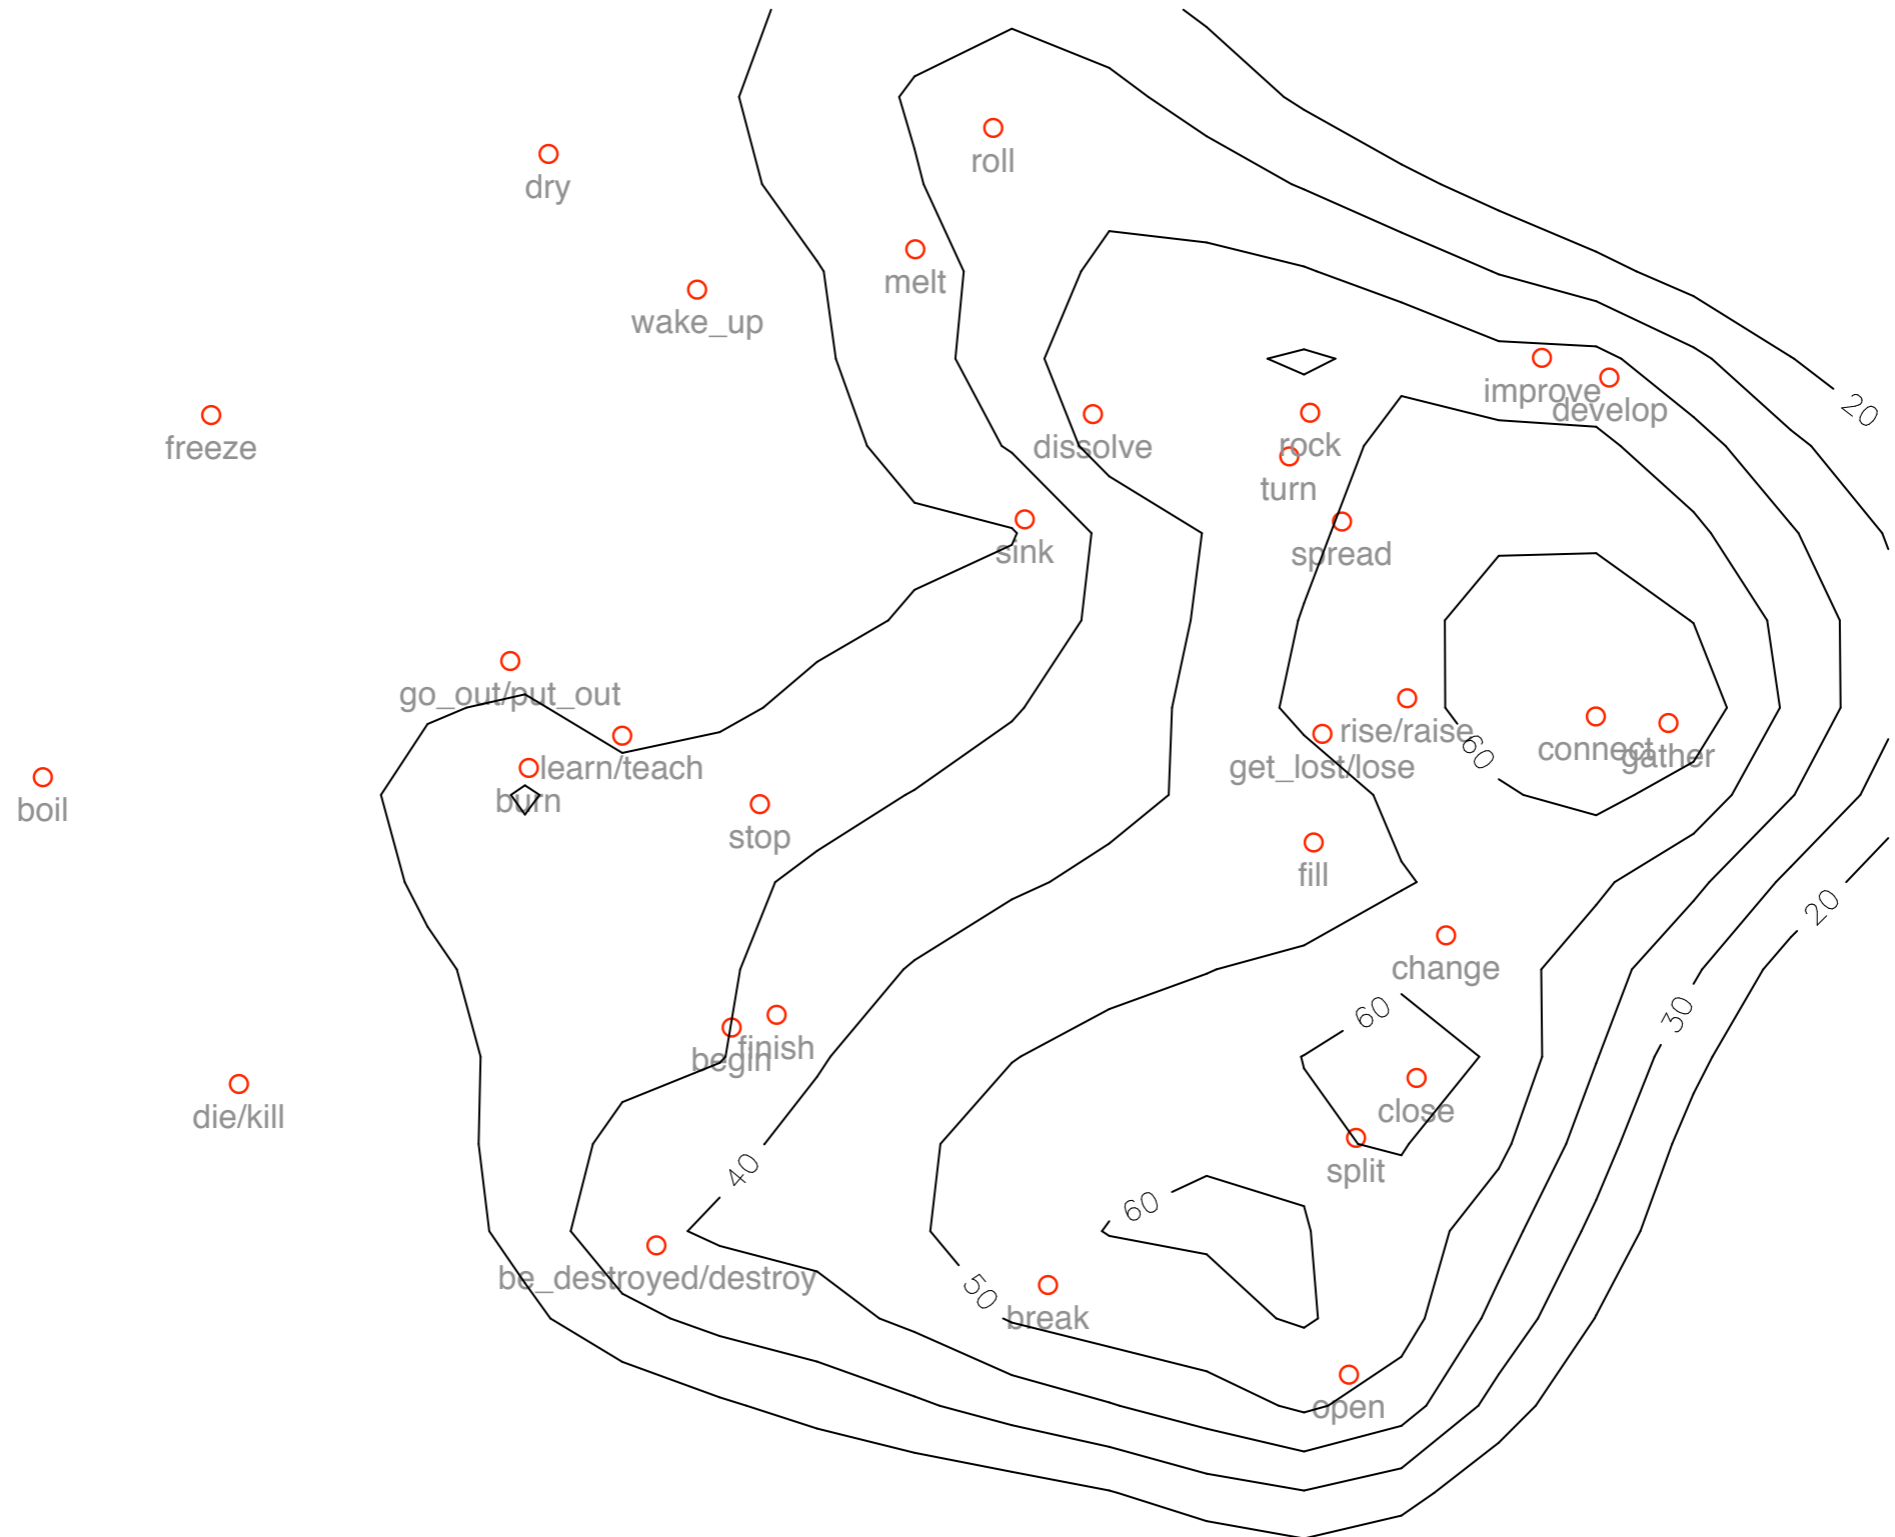 roll
dry
melt
wake_up
improve
develop
20
freeze
dissolve
rock
turn
sink
spread
go_out/put_out
rise/raise
60
connect
gather
learn/teach
get_lost/lose
burn
boil
stop
fill
20
change
60
30
finish
begin
die/kill
close
40
split
60
be_destroyed/destroy
50
break
open